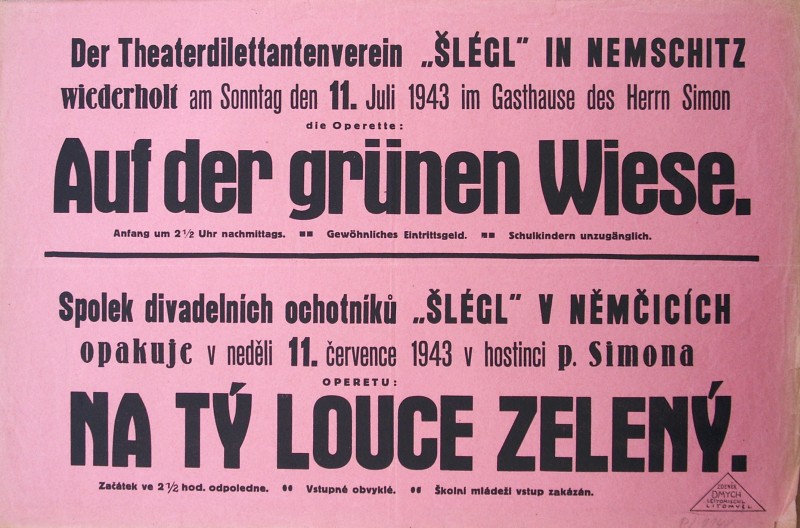 Der Theaterdilettantenverein „ŠLÉGL" IN NEMSCHITZ
wiederholt am Sonntag den 11. Juli 1943 im Gasthause des Herrn Simon
die Operette:
Auf der grünen Wiese.
Anfang um 2½ Uhr nachmittags. ▪▪ Gewöhnliches Eintrittsgeld. ▪▪ Schulkindern unzugänglich.
Spolek divadelních ochotníků „ŠLÉGL" V NĚMČICÍCH
opakuje v neděli 11. července 1943 v hostinci p. Simona
OPERETU:
NA TÝ LOUCE ZELENÝ.
Začátek ve 2½ hod. odpoledne. Vstupné obvyklé. Školní mládeži vstup zakázán.
ZDENĚK
DMYCH
LITOMYŠL